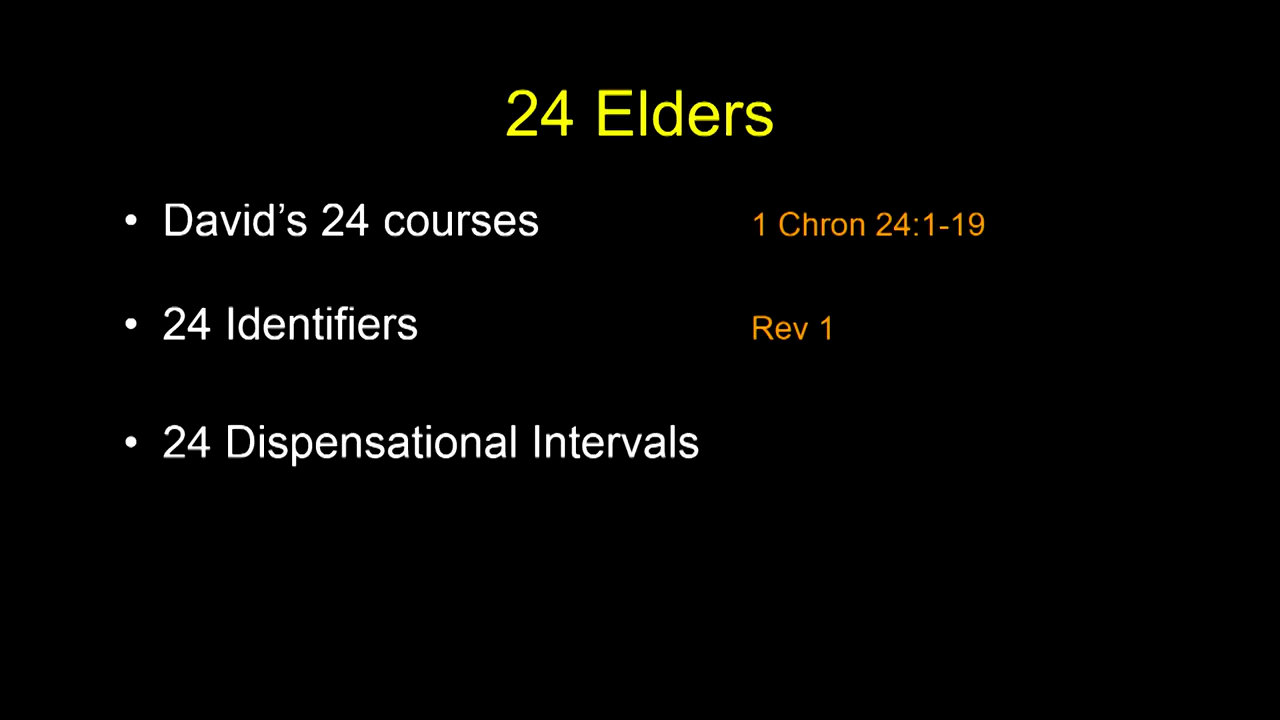 24 Elders
• David’s 24 courses 1 Chron 24:1-19
• 24 Identifiers Rev 1
• 24 Dispensational Intervals